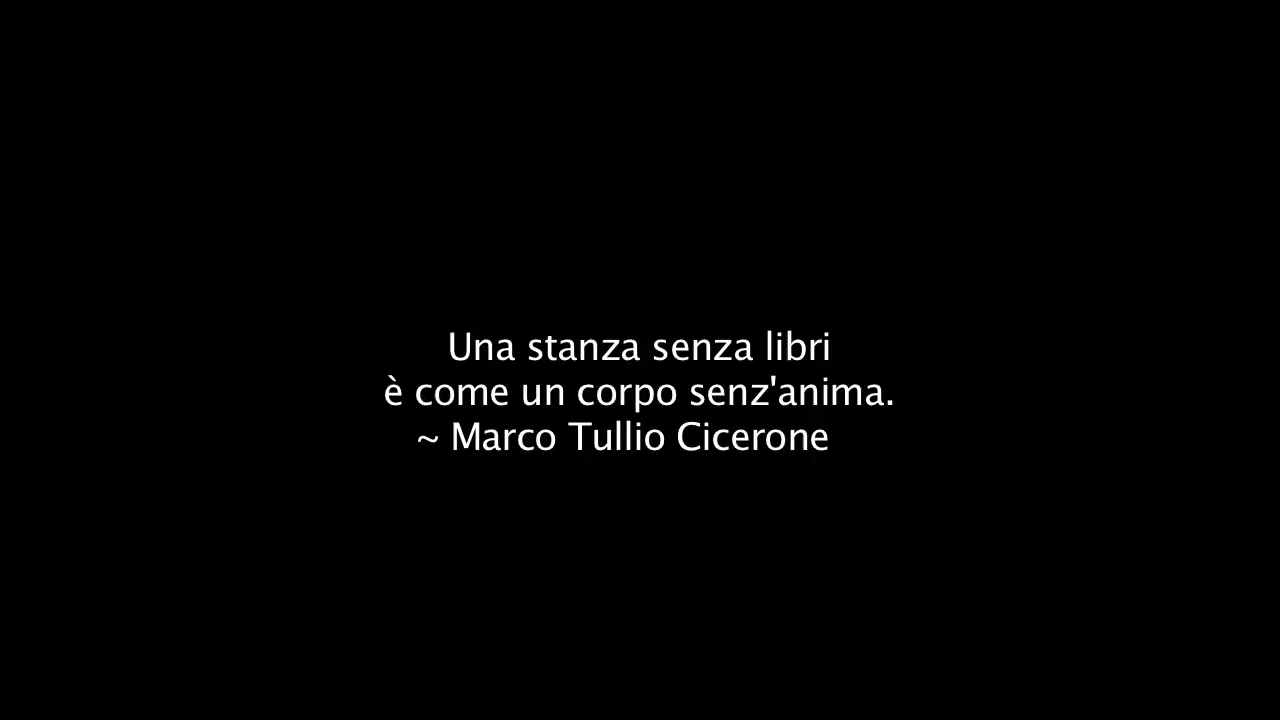 Una stanza senza libri
è come un corpo senz'anima.
~ Marco Tullio Cicerone